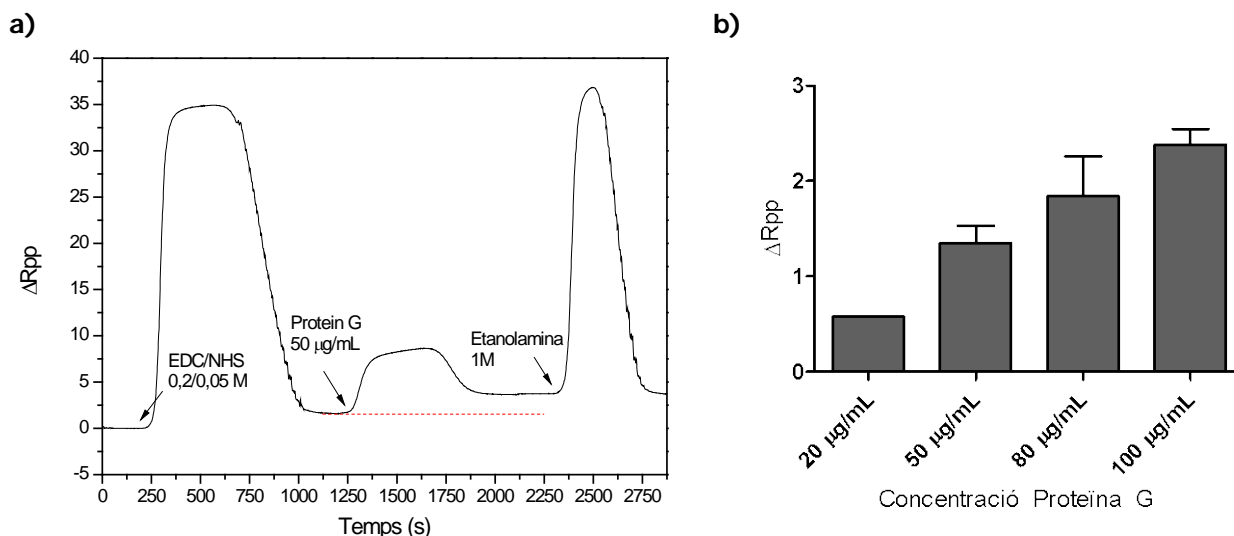 a)
40
35
30
25
20
15
10
5
0
-5
ΔRpp
EDC/NHS
0,2/0,05 M
Protein G
50 μg/mL
Etanolamina
1M
0 250 500 750 1000 1250 1500 1750 2000 2250 2500 2750
Temps (s)
b)
3
2
1
0
ΔRpp
20 μg/mL
50 μg/mL
80 μg/mL
100 μg/mL
Concentració Proteïna G